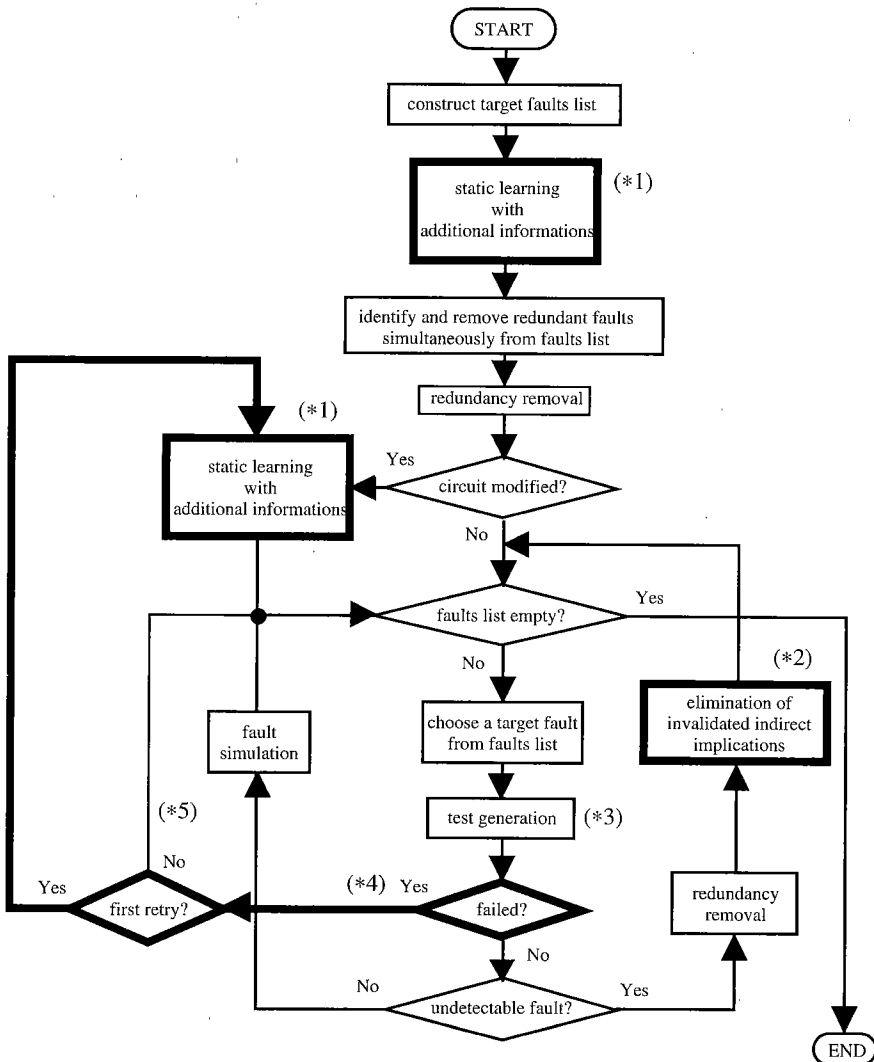 START
construct target faults list
(*1)
static learning
with
additional informations
identify and remove redundant faults
simultaneously from faults list
redundancy removal
(*1)
Yes
circuit modified?
static learning
with
additional informations
No
faults list empty?
Yes
No
(*2)
elimination of
invalidated indirect
implications
choose a target fault
from faults list
fault
simulation
test generation
(*3)
(*5)
No
Yes
first retry?
(*4)
Yes
failed?
redundancy
removal
No
No
undetectable fault?
Yes
END